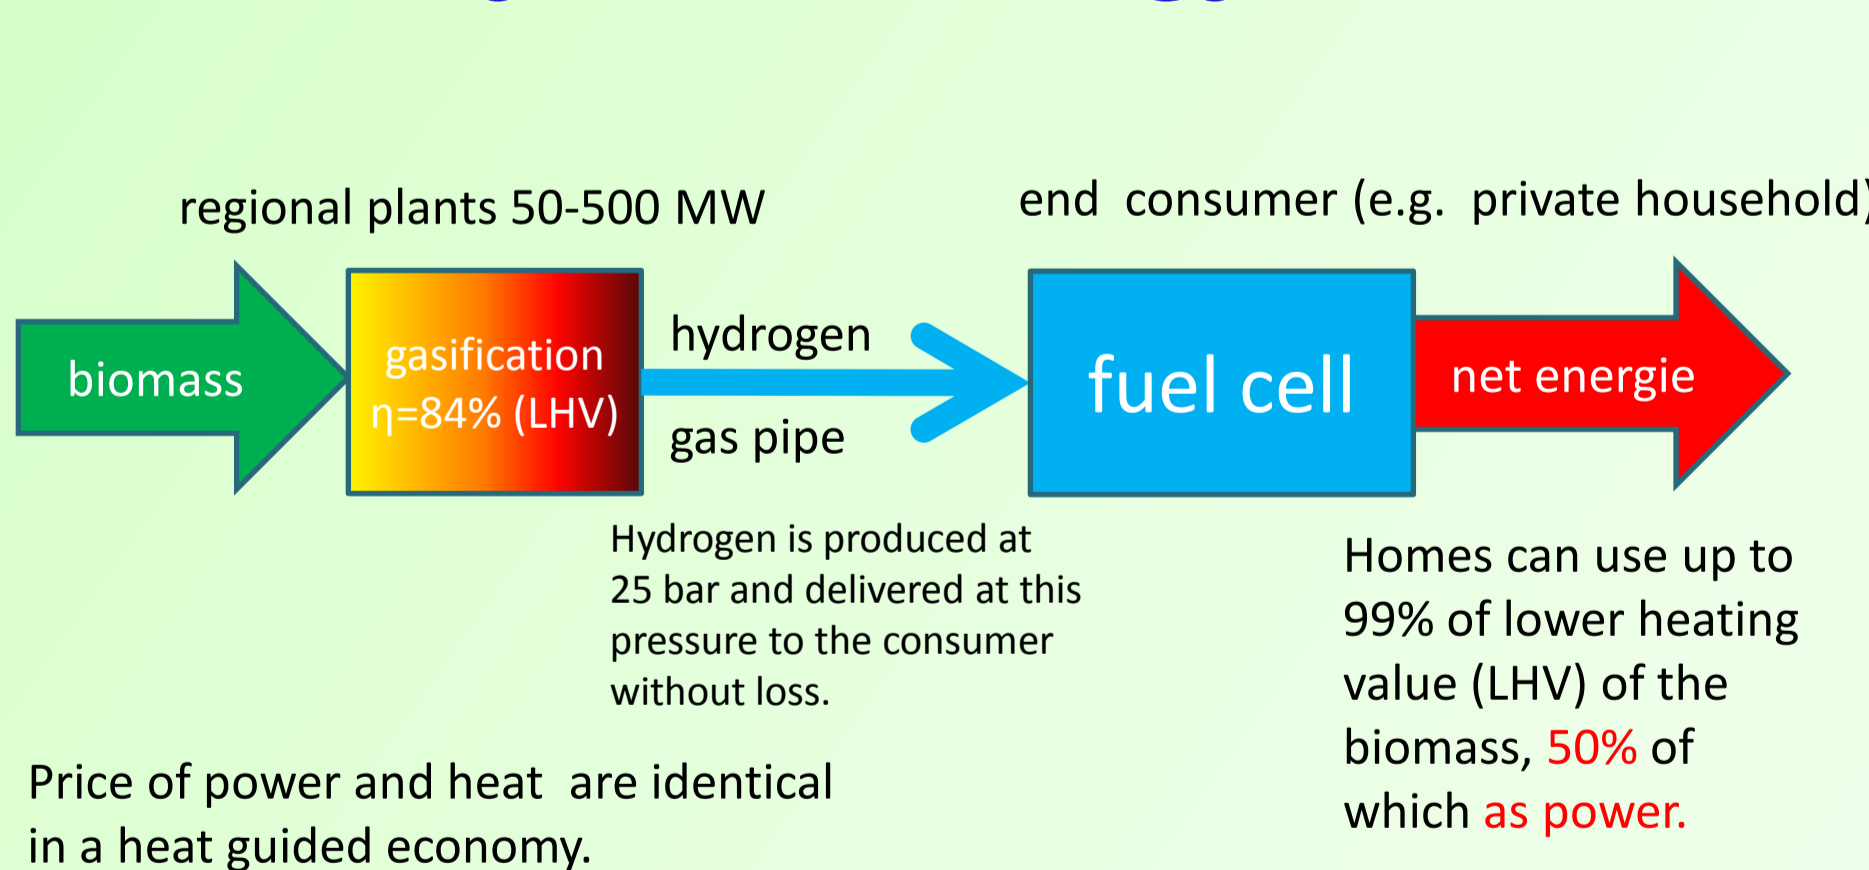 regional plants 50-500 MW
end consumer (e.g. private household)
biomass
gasification
η=84% (LHV)
hydrogen
gas pipe
fuel cell
net energie
Hydrogen is produced at
25 bar and delivered at this
pressure to the consumer
without loss.
Homes can use up to
99% of lower heating
value (LHV) of the
biomass, 50% of
which as power.
Price of power and heat are identical
in a heat guided economy.